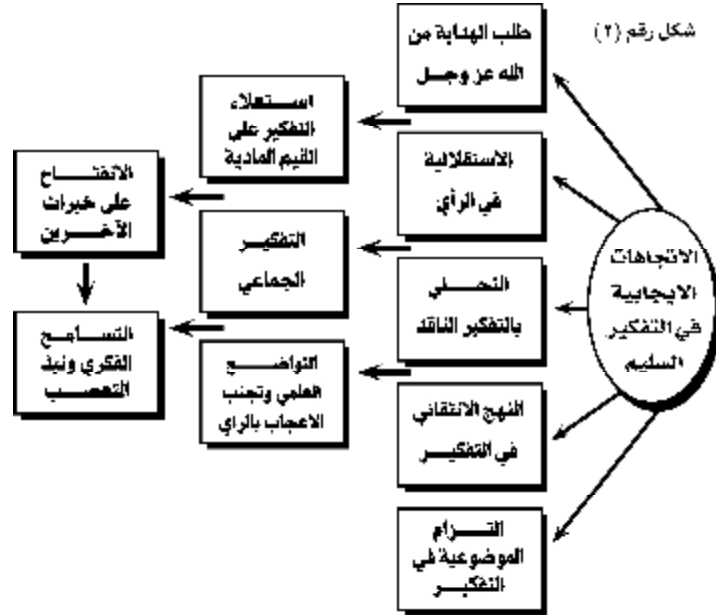 شكل رقم (٢)
الاتجاهات
الايجابية
في التفكير
السليم
طلب الهداية من
الله عز وجل
الاستقلالية
في الرأي
التحلي
بالتفكير الناقد
النهج الانتقائي
في التفكير
التزام
الموضوعية في
التفكير
استعلاء
التفكير على
القيم المادية
التفكير
الجماعي
التواضع
العلمي وتجنب
الاعجاب بالراي
الانفتاح
على خبرات
الآخرين
التسامح
الفكري ونبذ
التعصب